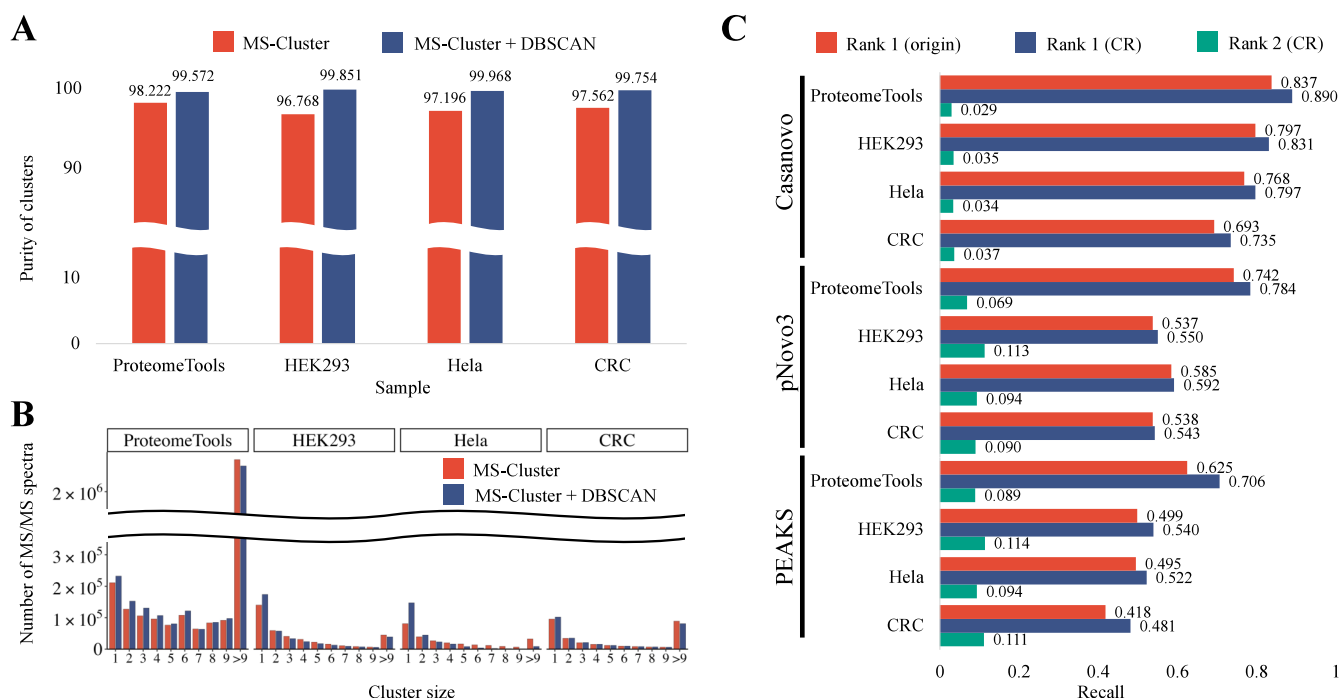 A
MS-Cluster
MS-Cluster + DBSCAN
Purity of clusters
100
90
10
0
98.222
99.572
96.768
99.851
97.196
99.968
97.562
99.754
ProteomeTools
HEK293
Hela
CRC
Sample
B
ProteomeTools
HEK293
Hela
CRC
MS-Cluster
MS-Cluster + DBSCAN
Number of MS/MS spectra
2 × 10⁶
3 × 10⁵
2 × 10⁵
1 × 10⁵
0
1 2 3 4 5 6 7 8 9 >9
1 2 3 4 5 6 7 8 9 >9
1 2 3 4 5 6 7 8 9 >9
1 2 3 4 5 6 7 8 9 >9
Cluster size
C
Rank 1 (origin)
Rank 1 (CR)
Rank 2 (CR)
Casanovo
ProteomeTools
0.837
0.890
0.029
HEK293
0.797
0.831
0.035
Hela
0.768
0.797
0.034
CRC
0.693
0.735
0.037
pNovo3
ProteomeTools
0.742
0.784
0.069
HEK293
0.537
0.550
0.113
Hela
0.585
0.592
0.094
CRC
0.538
0.543
0.090
PEAKS
ProteomeTools
0.625
0.706
0.089
HEK293
0.499
0.540
0.114
Hela
0.495
0.522
0.094
CRC
0.418
0.481
0.111
0 0.2 0.4 0.6 0.8 1
Recall